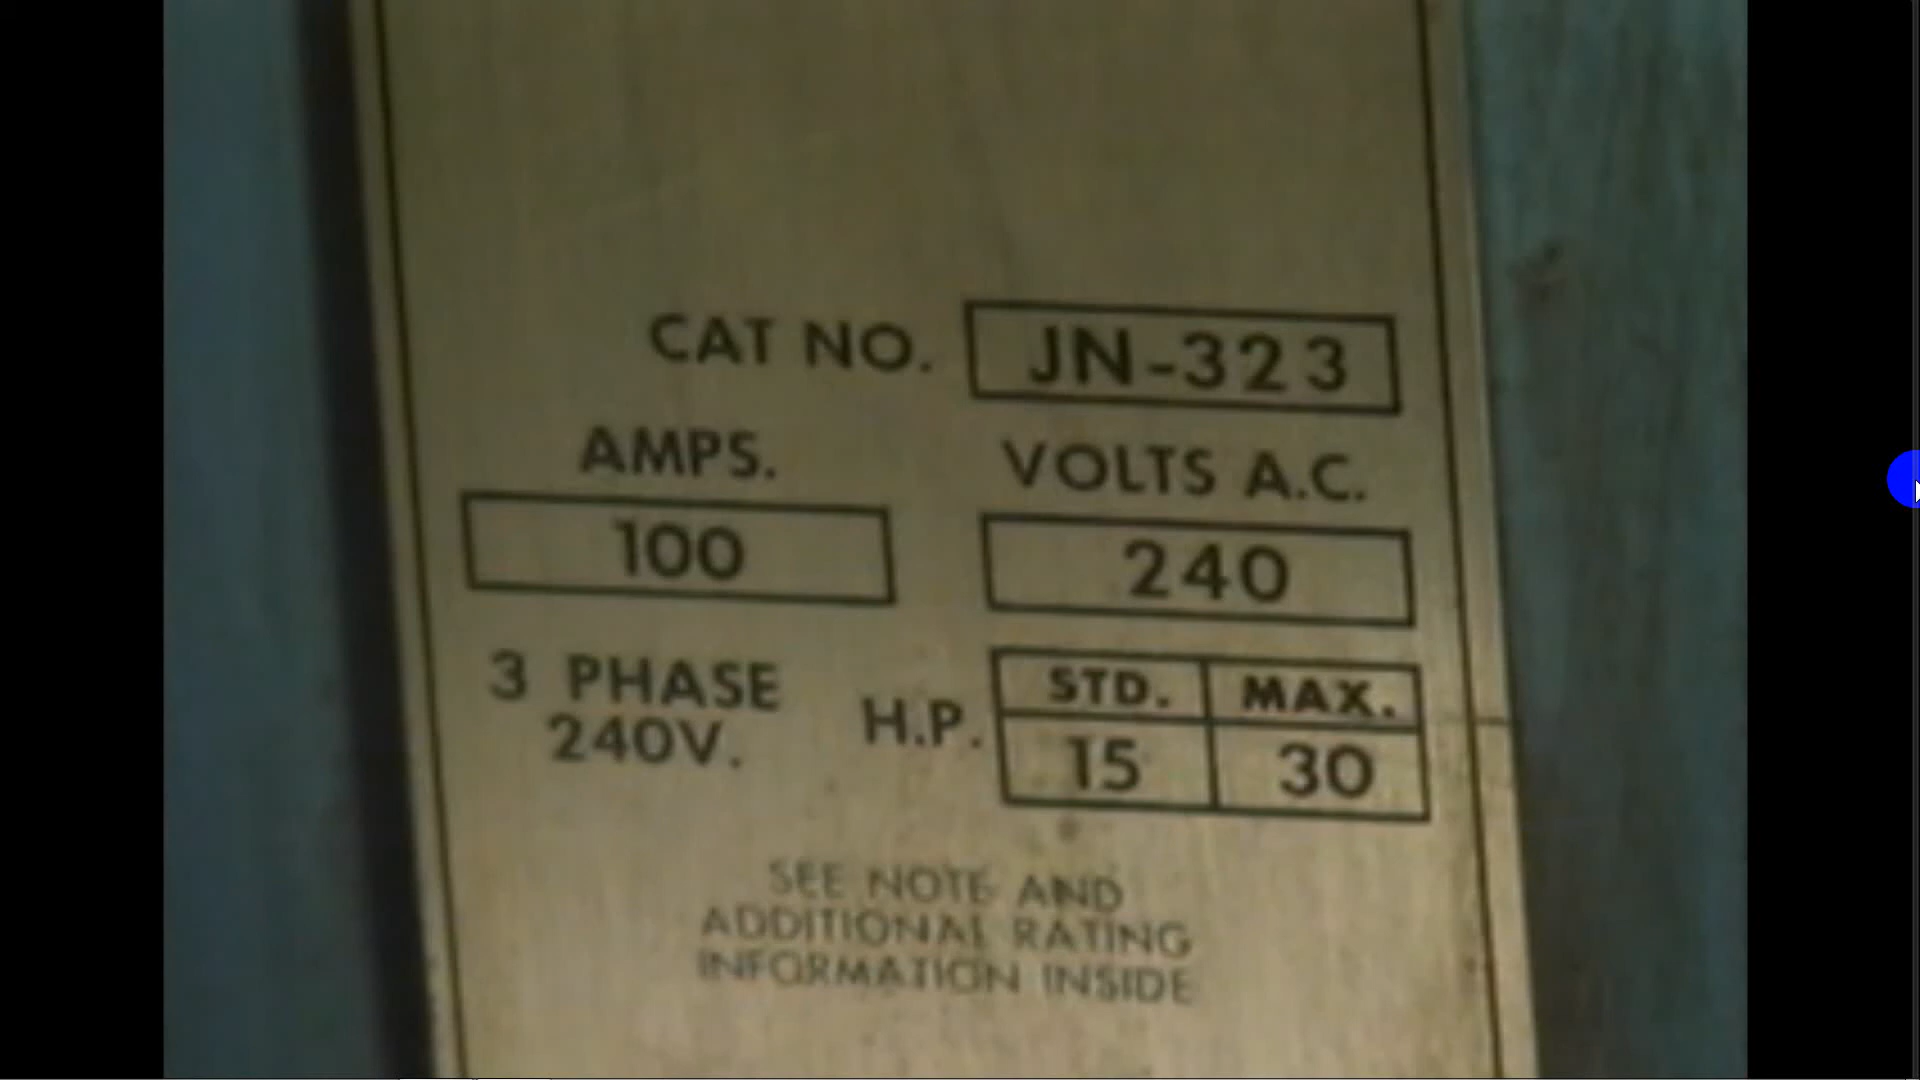 CAT NO. JN-323
AMPS. VOLTS A.C.
100 240
3 PHASE
240V.
H.P. STD. MAX.
15 30
SEE NOTE AND
ADDITIONAL RATING
INFORMATION INSIDE